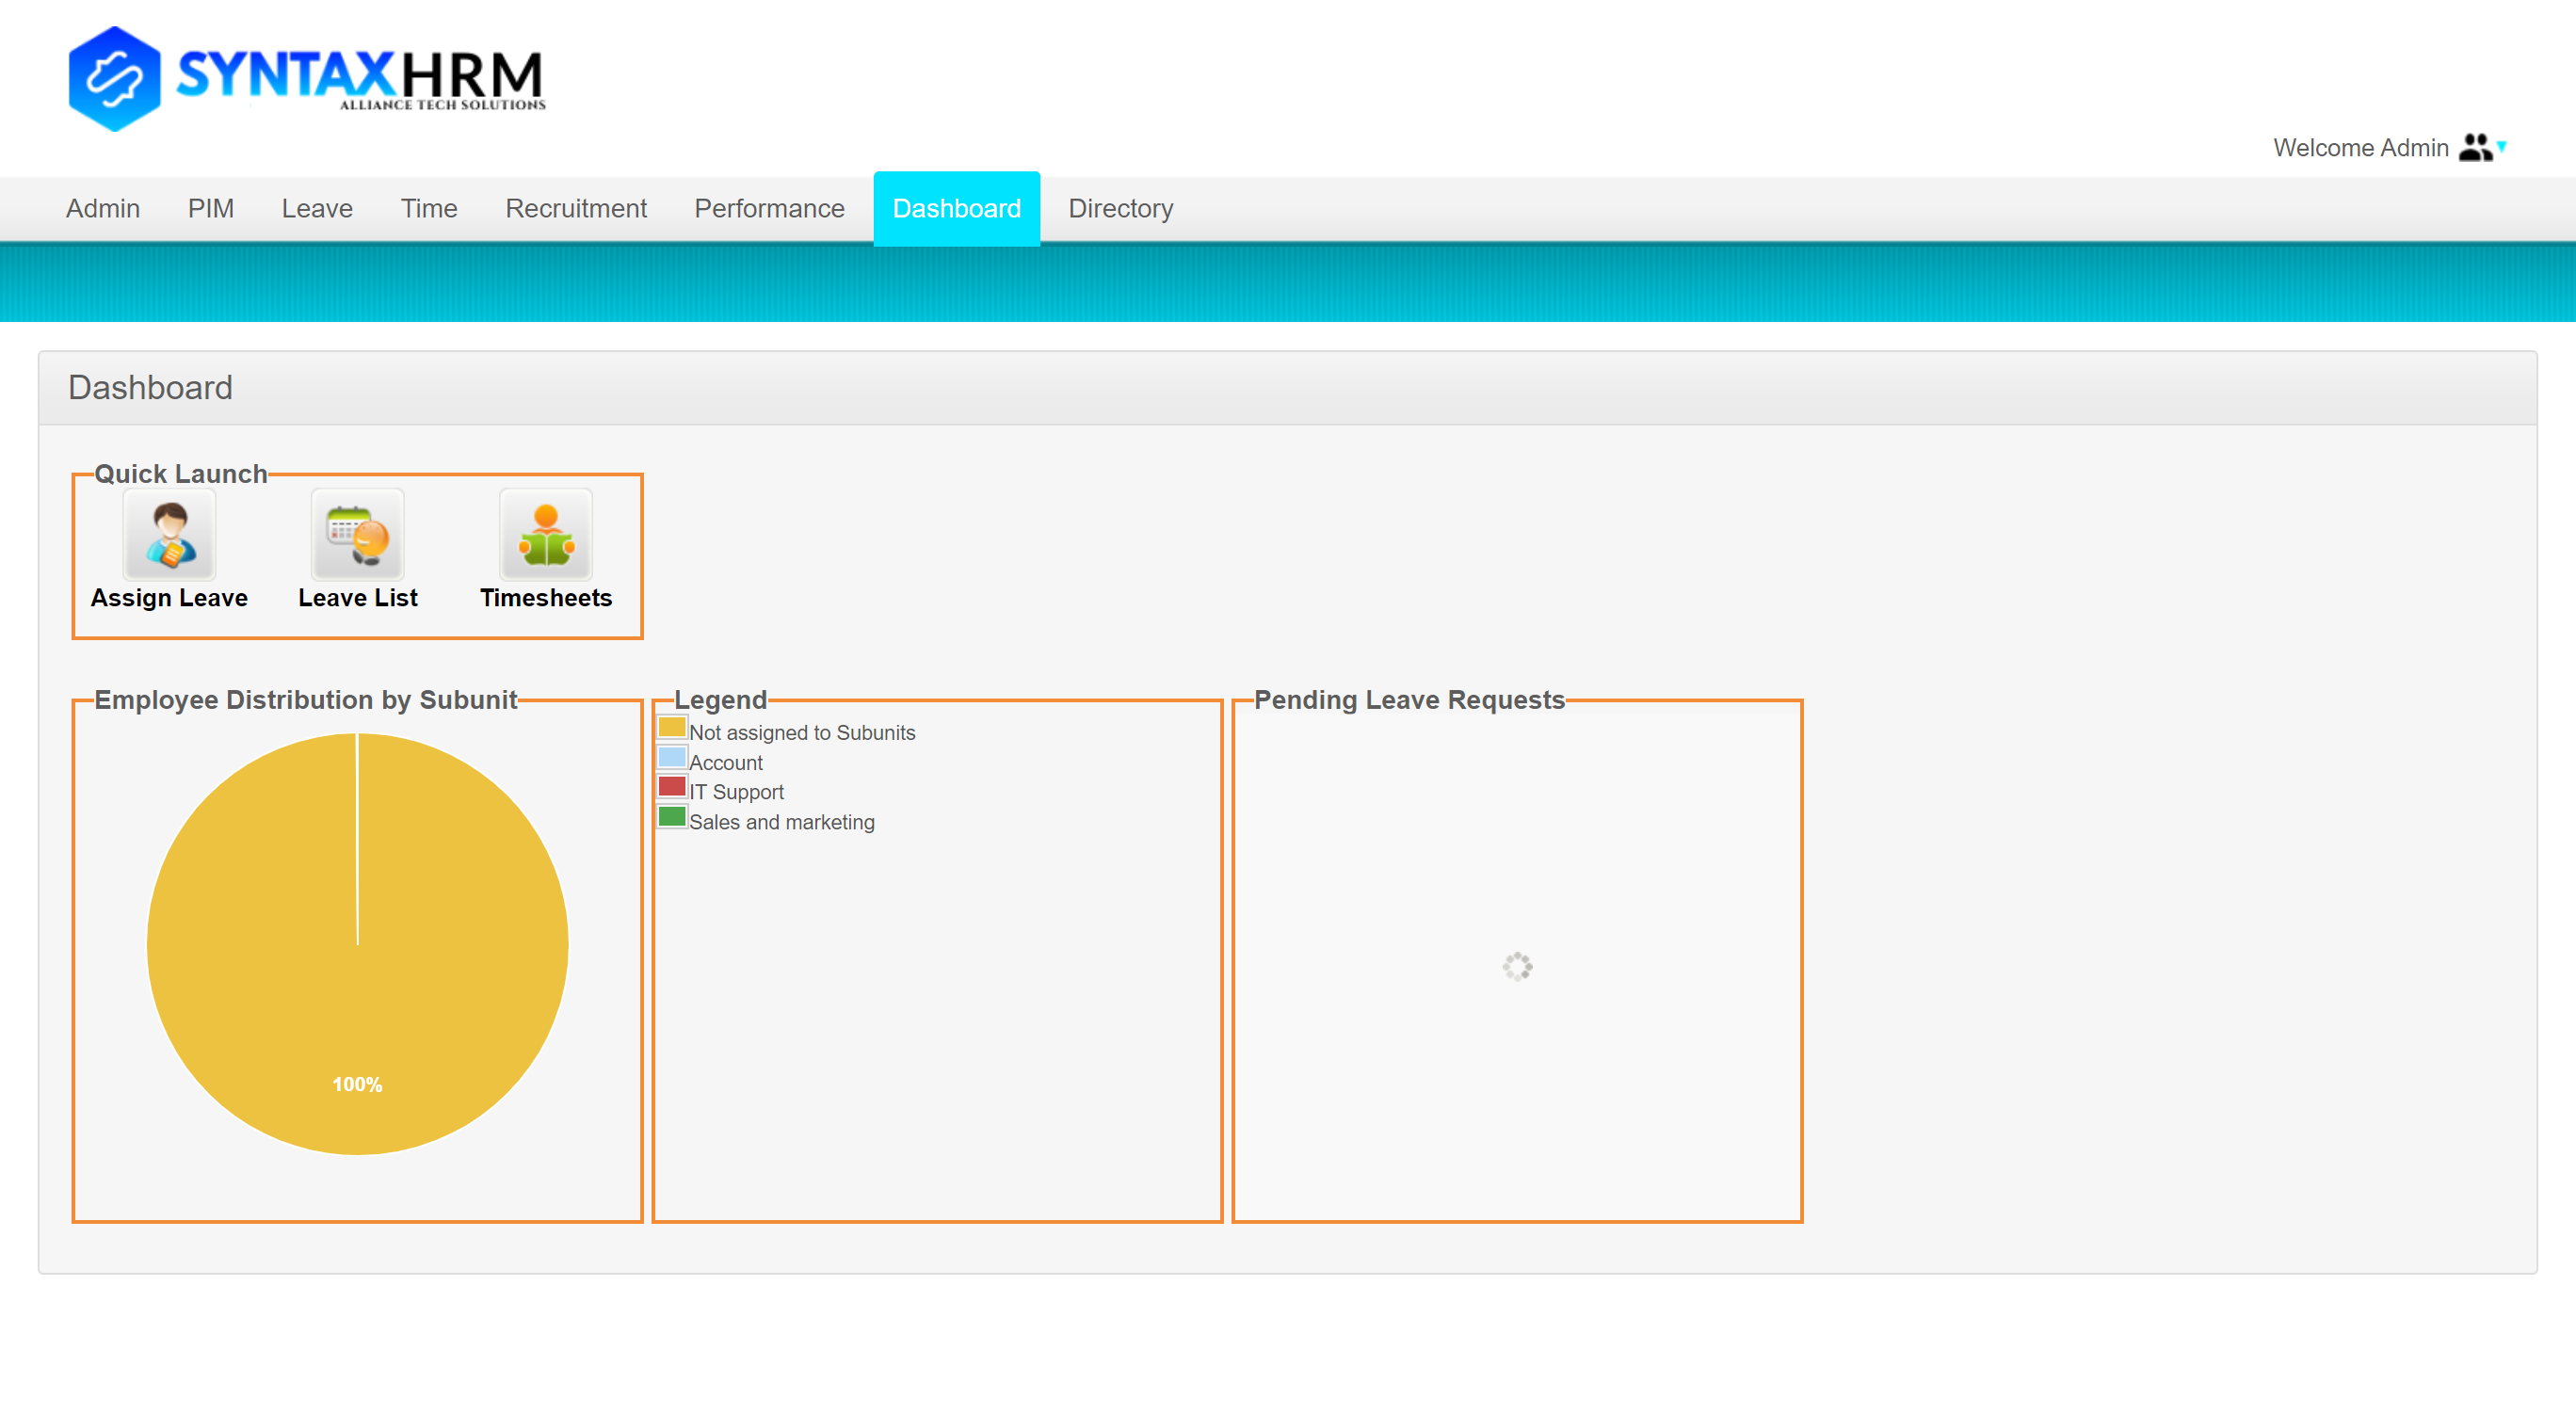 SYNTAXHRM
ALLIANCE TECH SOLUTIONS
Welcome Admin
Admin PIM Leave Time Recruitment Performance Dashboard Directory
Dashboard
Quick Launch
Assign Leave Leave List Timesheets
Employee Distribution by Subunit
100%
Legend
Not assigned to Subunits
Account
IT Support
Sales and marketing
Pending Leave Requests